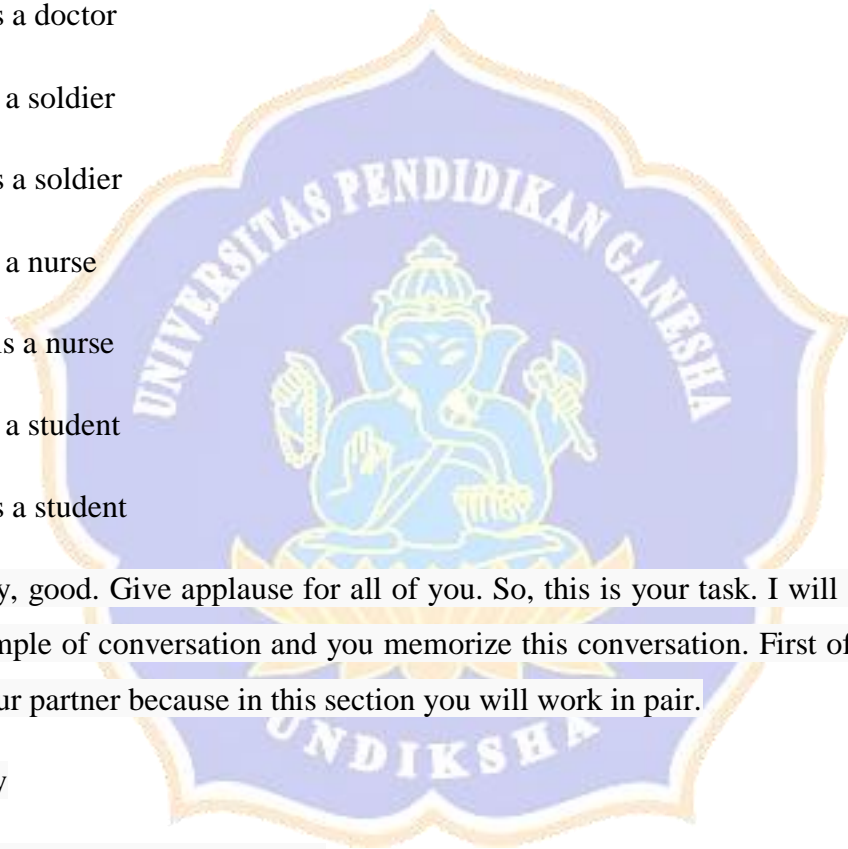 s a doctor
a soldier
s a soldier
a nurse
is a nurse
a student
s a student
y, good. Give applause for all of you. So, this is your task. I will
mple of conversation and you memorize this conversation. First of
ur partner because in this section you will work in pair.
y
UNIVERSITAS PENDIDIKAN GANESHA
UNDIKSHA